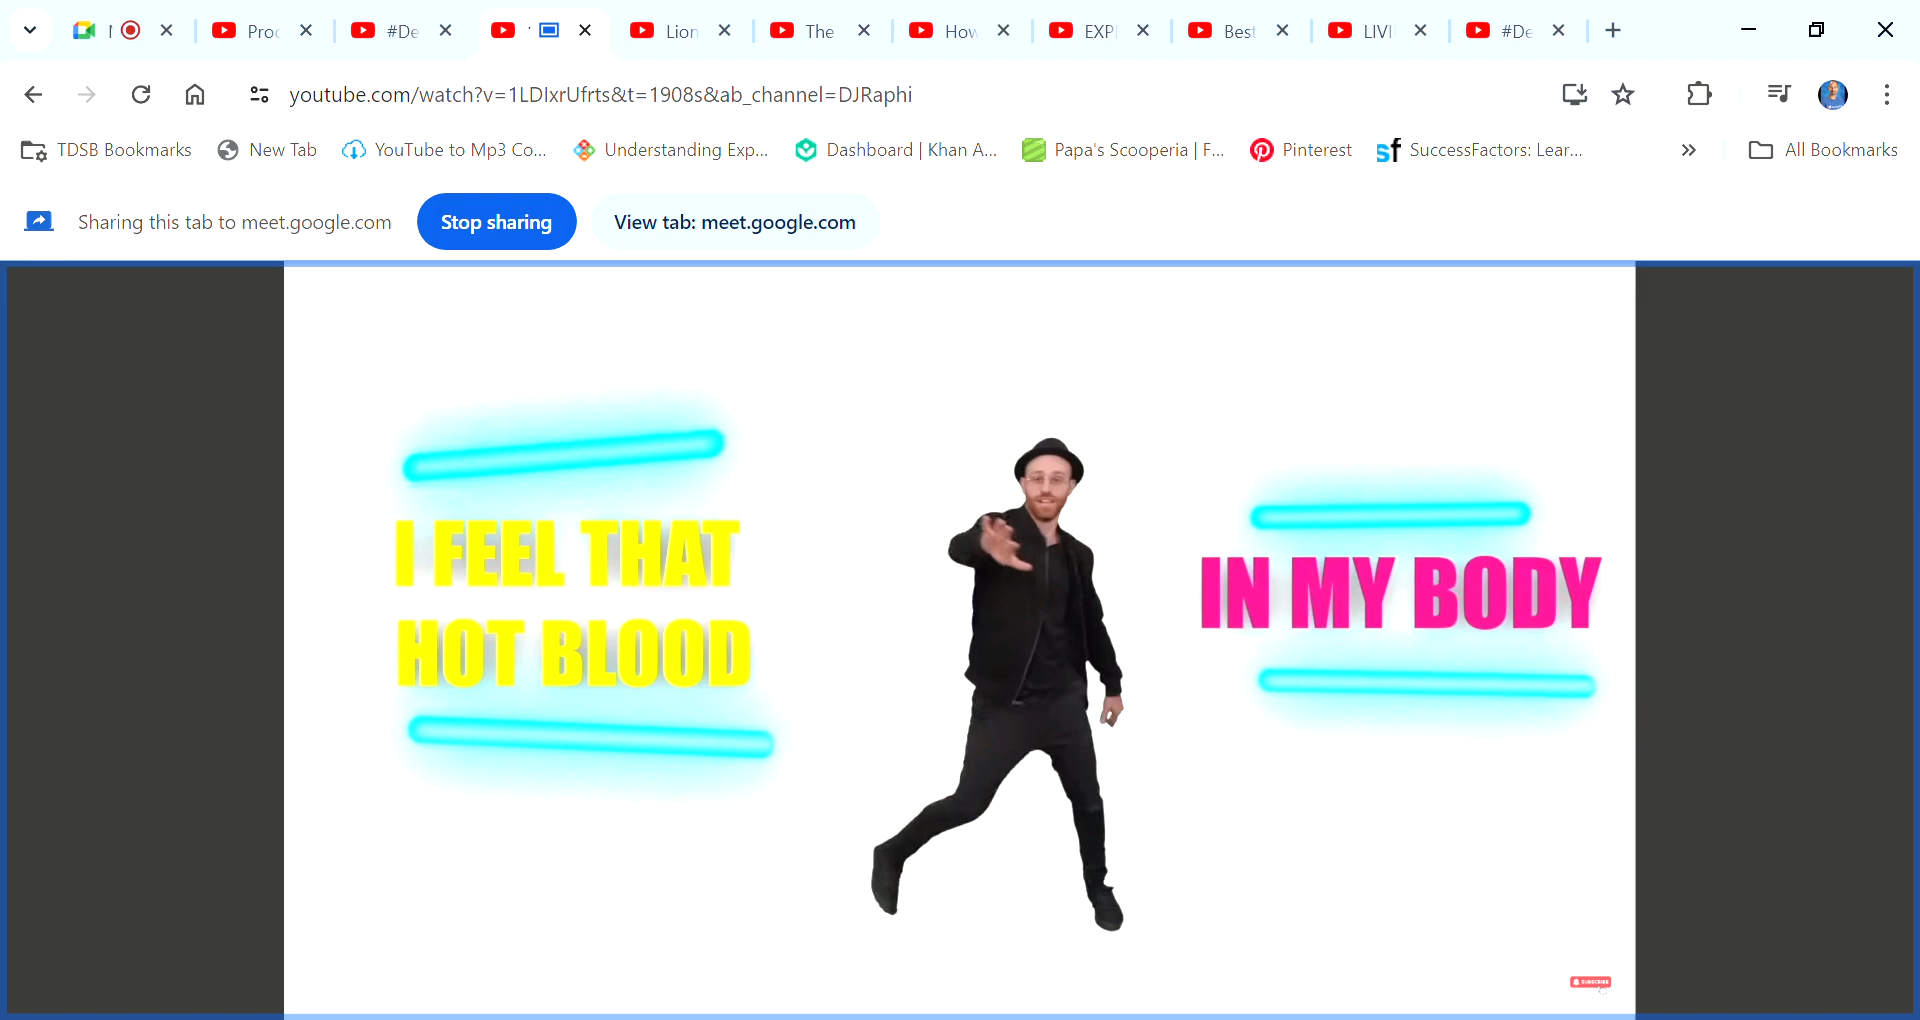 Proc
#De
Lion
The
How
EXP
Best
LIVI
#De
youtube.com/watch?v=1LDIxrUfrts&t=1908s&ab_channel=DJRaphi
TDSB Bookmarks New Tab YouTube to Mp3 Co... Understanding Exp... Dashboard | Khan A... Papa's Scooperia | F... Pinterest SuccessFactors: Lear... » All Bookmarks
Sharing this tab to meet.google.com Stop sharing View tab: meet.google.com
I FEEL THAT
HOT BLOOD
IN MY BODY
SUBSCRIBE